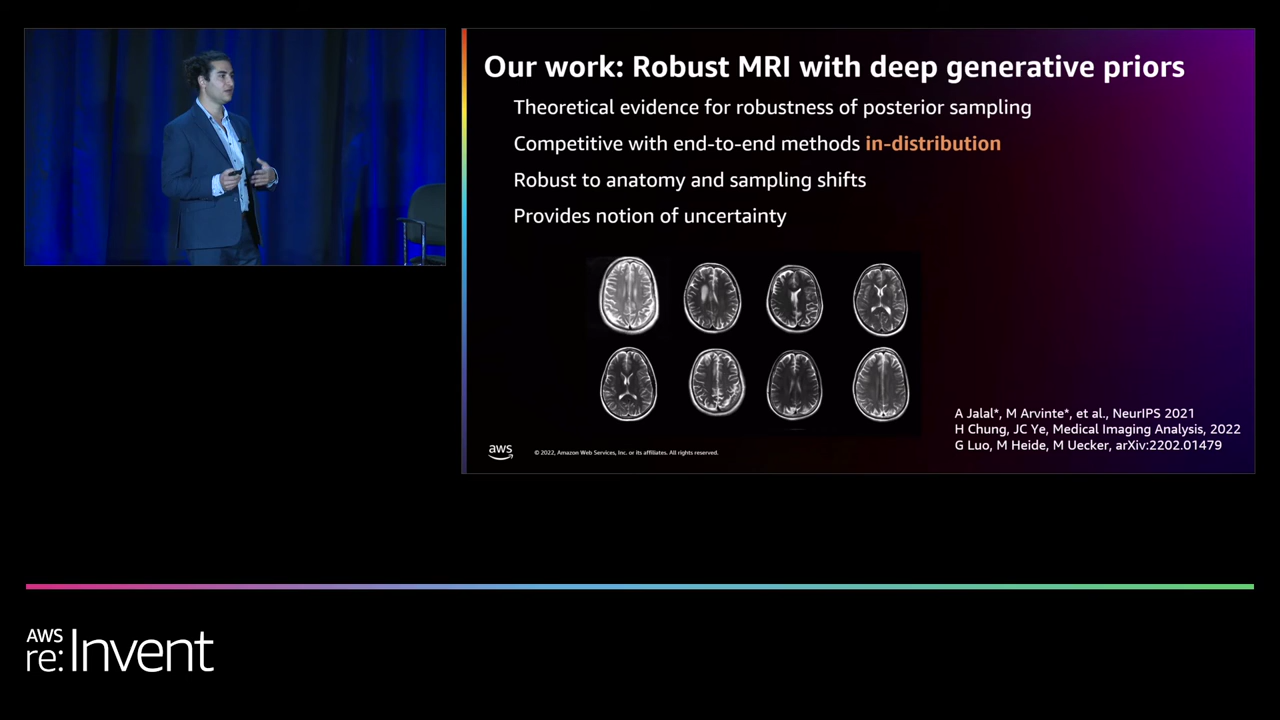 Our work: Robust MRI with deep generative priors
Theoretical evidence for robustness of posterior sampling
Competitive with end-to-end methods in-distribution
Robust to anatomy and sampling shifts
Provides notion of uncertainty
A Jalal*, M Arvinte*, et al., NeurIPS 2021
H Chung, JC Ye, Medical Imaging Analysis, 2022
G Luo, M Heide, M Uecker, arXiv:2202.01479
aws
© 2022, Amazon Web Services, Inc. or its affiliates. All rights reserved.
AWS
re:Invent